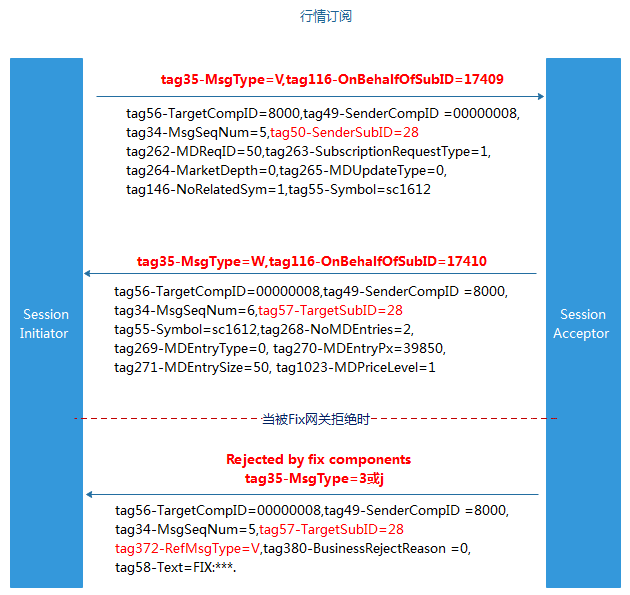 行情订阅
tag35-MsgType=V,tag116-OnBehalfOfSubID=17409
tag56-TargetCompID=8000,tag49-SenderCompID =00000008,
tag34-MsgSeqNum=5,tag50-SenderSubID=28
tag262-MDReqID=50,tag263-SubscriptionRequestType=1,
tag264-MarketDepth=0,tag265-MDUpdateType=0,
tag146-NoRelatedSym=1,tag55-Symbol=sc1612
tag35-MsgType=W,tag116-OnBehalfOfSubID=17410
tag56-TargetCompID=00000008,tag49-SenderCompID =8000,
tag34-MsgSeqNum=6,tag57-TargetSubID=28
tag55-Symbol=sc1612,tag268-NoMDEntries=2,
tag269-MDEntryType=0, tag270-MDEntryPx=39850,
tag271-MDEntrySize=50, tag1023-MDPriceLevel=1
Session
Initiator
Session
Acceptor
当被Fix网关拒绝时
Rejected by fix components
tag35-MsgType=3或j
tag56-TargetCompID=00000008,tag49-SenderCompID =8000,
tag34-MsgSeqNum=5,tag57-TargetSubID=28
tag372-RefMsgType=V,tag380-BusinessRejectReason =0,
tag58-Text=FIX:***.